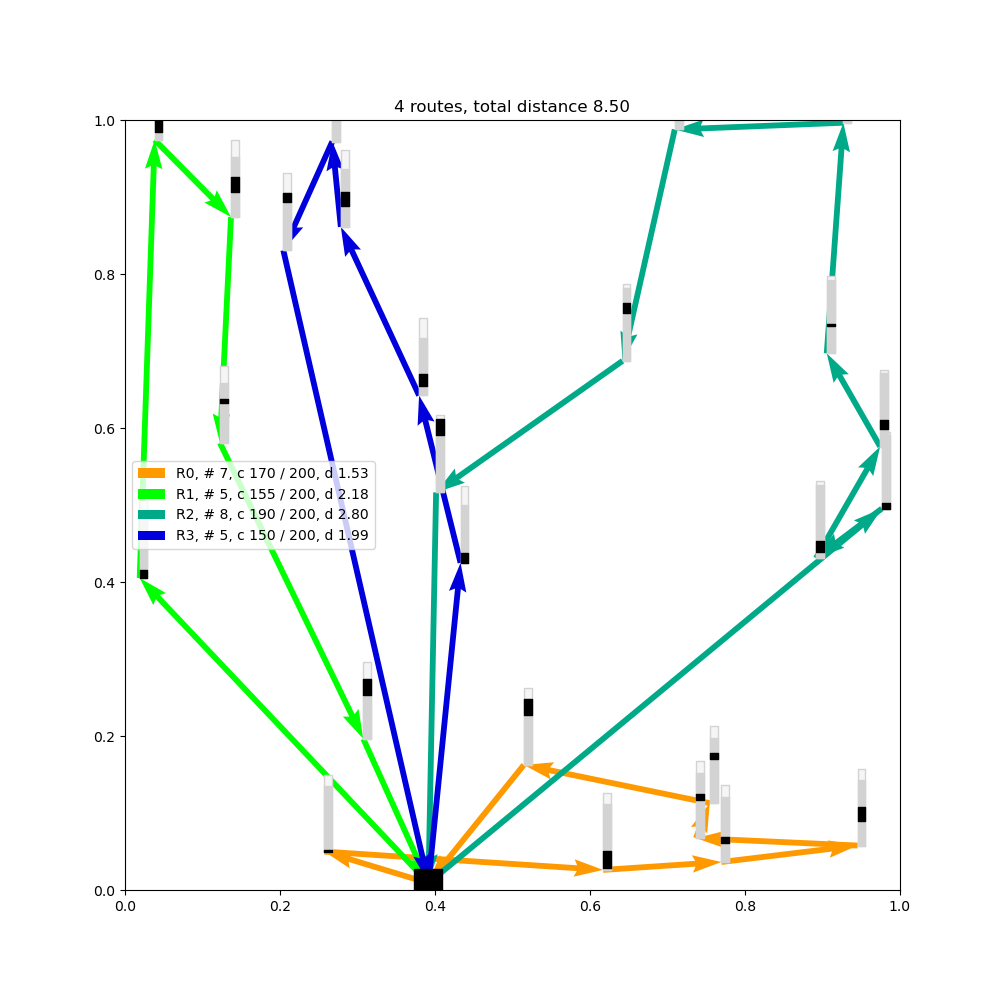 4 routes, total distance 8.50
1.0
0.8
0.6
0.4
0.2
0.0
R0, # 7, c 170 / 200, d 1.53
R1, # 5, c 155 / 200, d 2.18
R2, # 8, c 190 / 200, d 2.80
R3, # 5, c 150 / 200, d 1.99
0.0 0.2 0.4 0.6 0.8 1.0